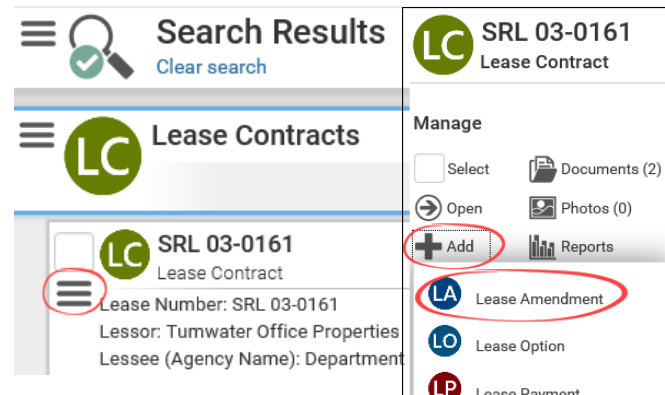 Search Results
Clear search
LC
Lease Contracts
LC
SRL 03-0161
Lease Contract
Lease Number: SRL 03-0161
Lessor: Tumwater Office Properties
Lessee (Agency Name): Department
LC
SRL 03-0161
Lease Contract
Manage
Select
Documents (2)
Open
Photos (0)
Add
Reports
LA
Lease Amendment
LO
Lease Option
LP
Lease Payment